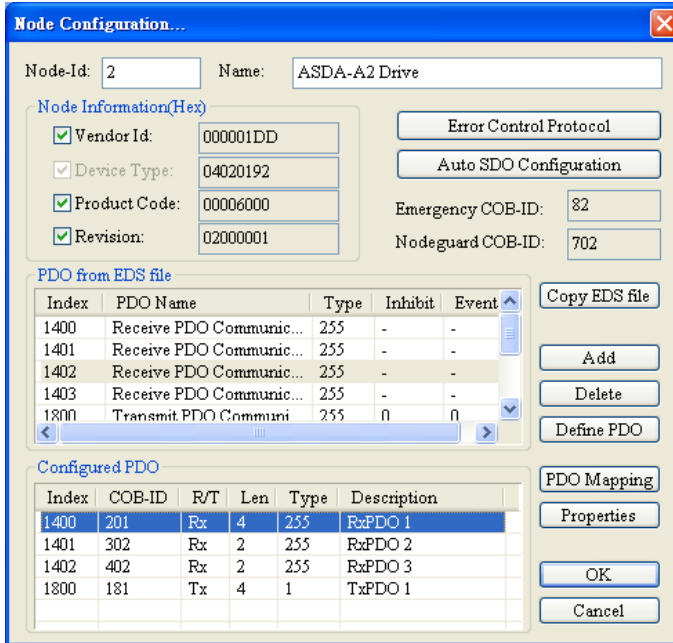 Node Configuration...
Node-Id: 2 Name: ASDA-A2 Drive
Node Information(Hex)
Vendor Id: 000001DD
Device Type: 04020192
Product Code: 00006000
Revision: 02000001
Error Control Protocol
Auto SDO Configuration
Emergency COB-ID: 82
Nodeguard COB-ID: 702
PDO from EDS file
Index PDO Name Type Inhibit Event
1400 Receive PDO Communic... 255 - -
1401 Receive PDO Communic... 255 - -
1402 Receive PDO Communic... 255 - -
1403 Receive PDO Communic... 255 - -
1800 Transmit PDO Communi 255 0 0
Copy EDS file
Add
Delete
Define PDO
Configured PDO
Index COB-ID R/T Len Type Description
1400 201 Rx 4 255 RxPDO 1
1401 302 Rx 2 255 RxPDO 2
1402 402 Rx 2 255 RxPDO 3
1800 181 Tx 4 1 TxPDO 1
PDO Mapping
Properties
OK
Cancel